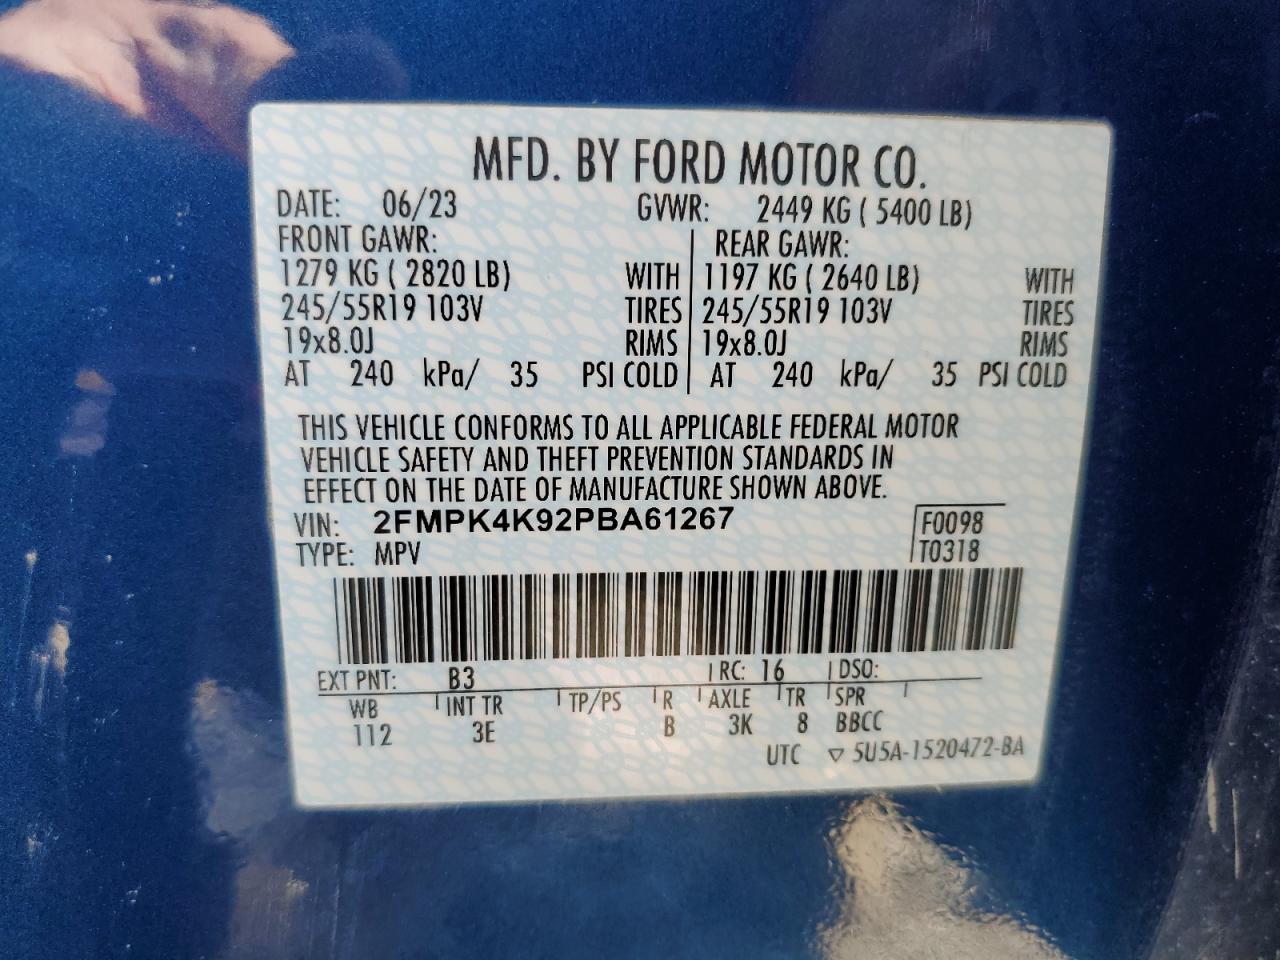 MFD. BY FORD MOTOR CO.
DATE: 06/23 GVWR: 2449 KG ( 5400 LB)
FRONT GAWR: REAR GAWR:
1279 KG ( 2820 LB) WITH 1197 KG ( 2640 LB) WITH
245/55R19 103V TIRES 245/55R19 103V TIRES
19x8.0J RIMS 19x8.0J RIMS
AT 240 kPa/ 35 PSI COLD AT 240 kPa/ 35 PSI COLD
THIS VEHICLE CONFORMS TO ALL APPLICABLE FEDERAL MOTOR
VEHICLE SAFETY AND THEFT PREVENTION STANDARDS IN
EFFECT ON THE DATE OF MANUFACTURE SHOWN ABOVE.
VIN: 2FMPK4K92PBA61267 F0098
TYPE: MPV T0318
EXT PNT: B3 RC: 16 DSO:
WB INT TR TP/PS R AXLE TR SPR
112 3E B 3K 8 BBCC
UTC ▽ 5U5A-1520472-BA